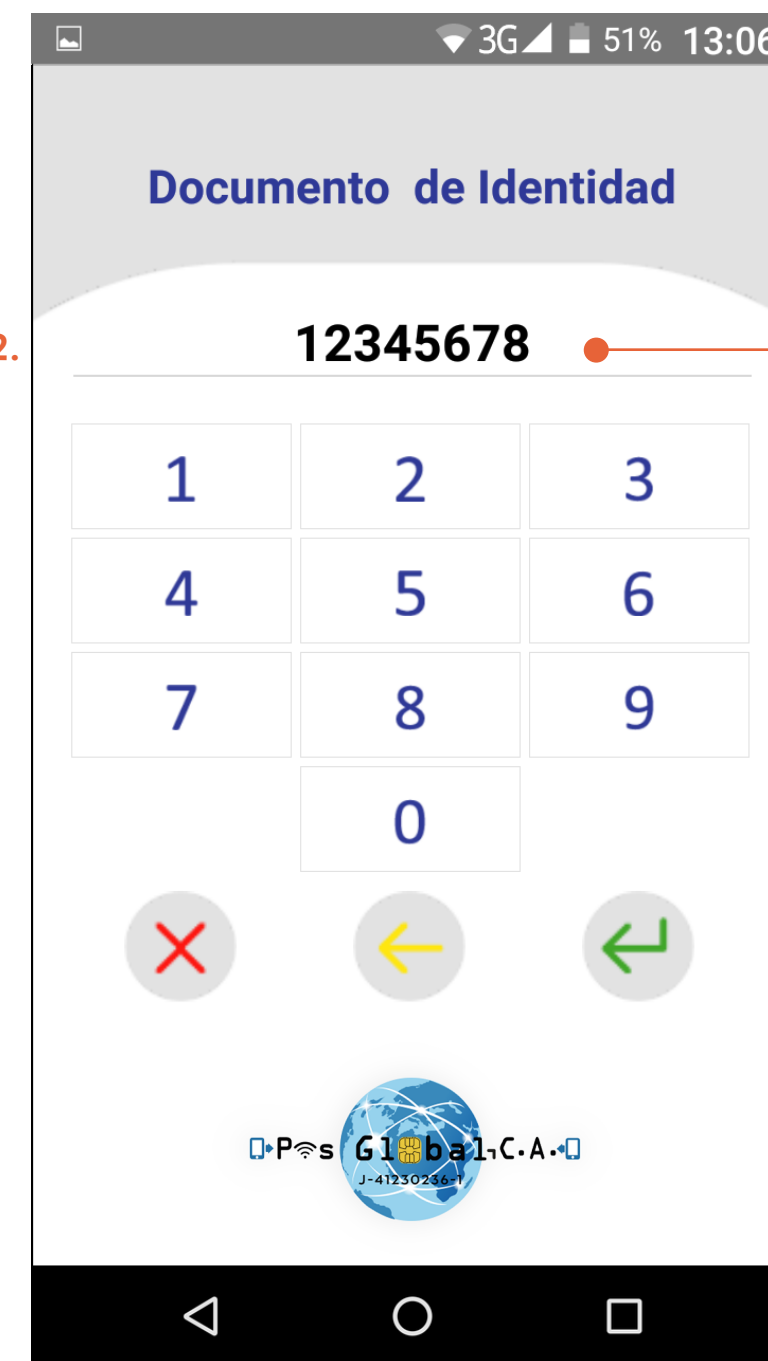 3G 51% 13:06
Documento de Identidad
2.
12345678
1 2 3
4 5 6
7 8 9
0
Pos Global, C.A.
J-41230236-1